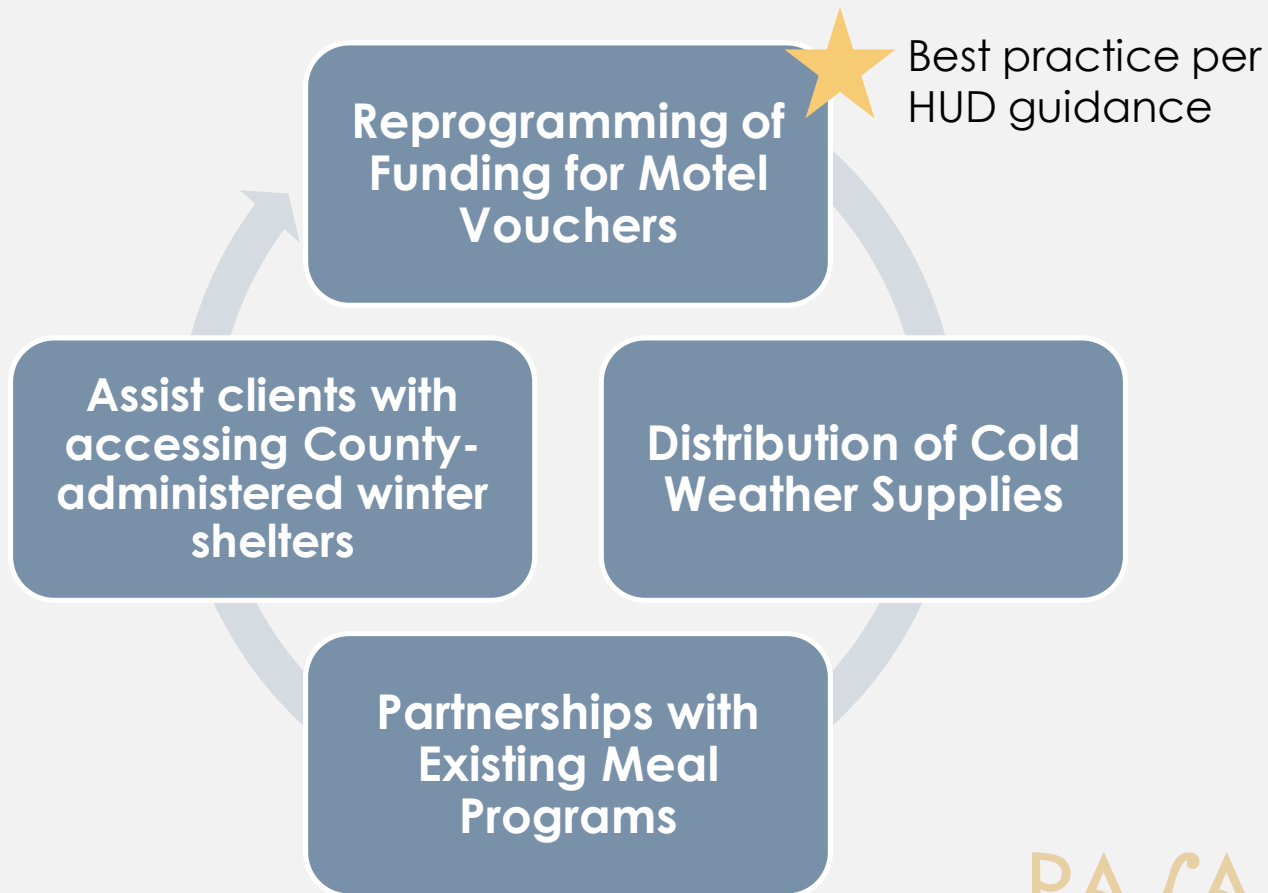 Best practice per
HUD guidance
Reprogramming of
Funding for Motel
Vouchers
Assist clients with
accessing County-
administered winter
shelters
Distribution of Cold
Weather Supplies
Partnerships with
Existing Meal
Programs